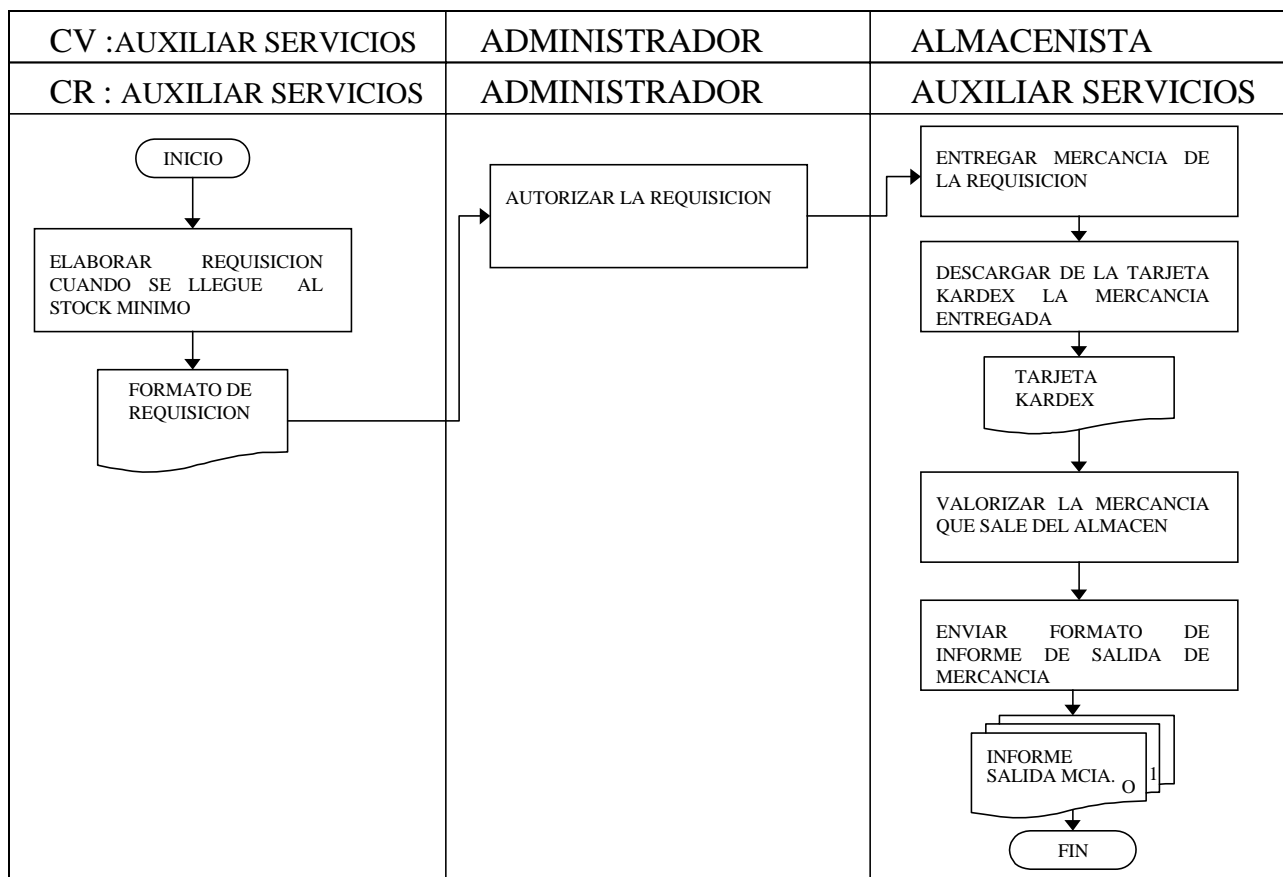 CV :AUXILIAR SERVICIOS
ADMINISTRADOR
ALMACENISTA
CR : AUXILIAR SERVICIOS
ADMINISTRADOR
AUXILIAR SERVICIOS
INICIO
ELABORAR REQUISICION
CUANDO SE LLEGUE AL
STOCK MINIMO
FORMATO DE
REQUISICION
AUTORIZAR LA REQUISICION
ENTREGAR MERCANCIA DE
LA REQUISICION
DESCARGAR DE LA TARJETA
KARDEX LA MERCANCIA
ENTREGADA
TARJETA
KARDEX
VALORIZAR LA MERCANCIA
QUE SALE DEL ALMACEN
ENVIAR FORMATO DE
INFORME DE SALIDA DE
MERCANCIA
INFORME
SALIDA MCIA.
O
1
FIN